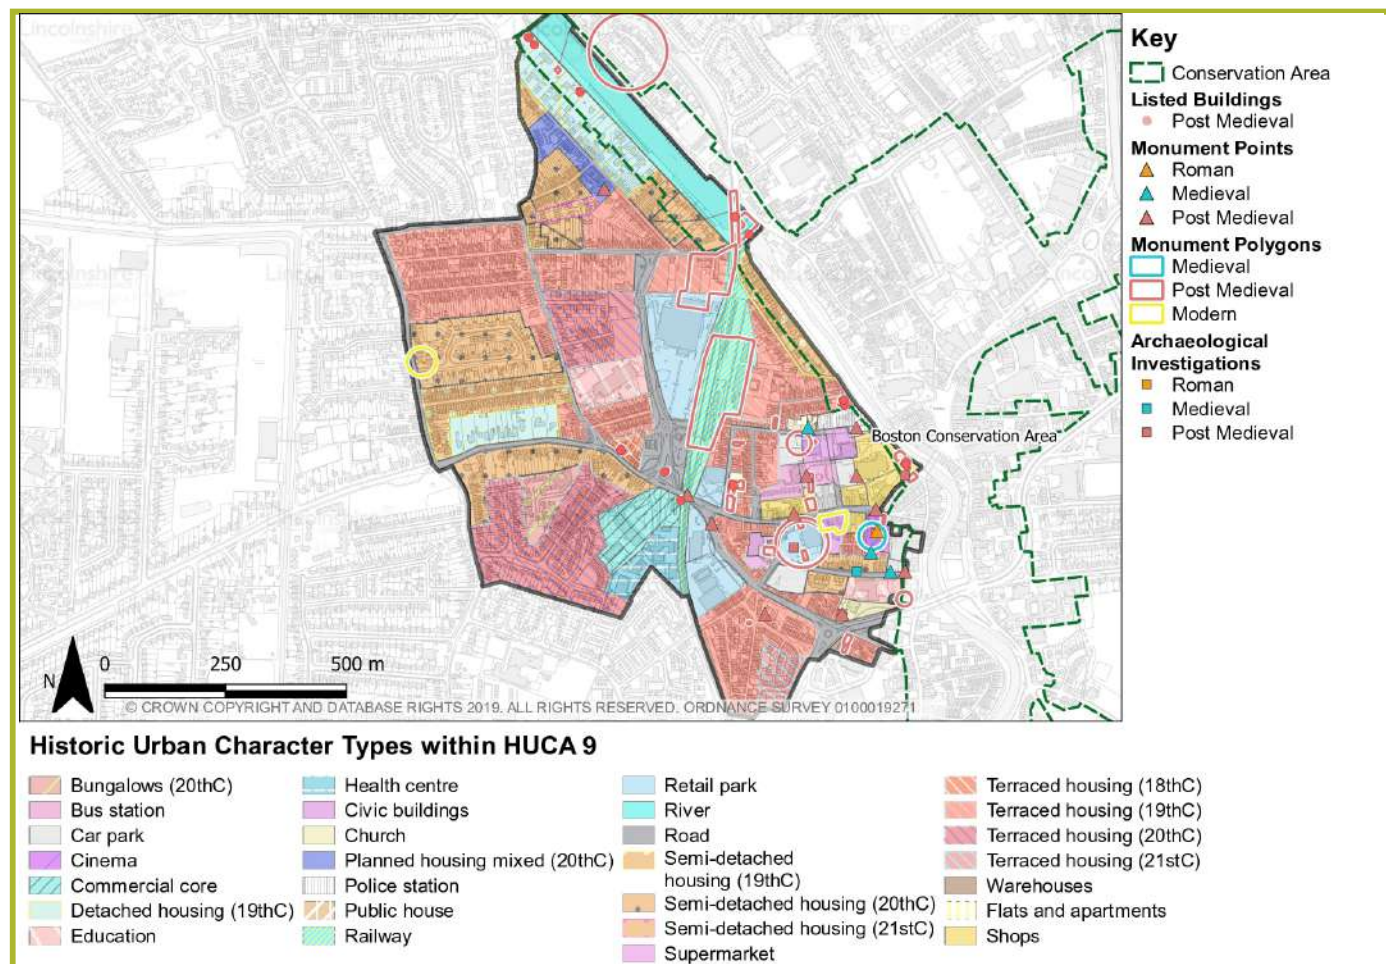 Lincolnshire
Key
Conservation Area
Listed Buildings
Post Medieval
Monument Points
Roman
Medieval
Post Medieval
Monument Polygons
Medieval
Post Medieval
Modern
Archaeological
Investigations
Roman
Medieval
Post Medieval
Boston Conservation Area
N
0 250 500 m
© CROWN COPYRIGHT AND DATABASE RIGHTS 2019. ALL RIGHTS RESERVED. ORDNANCE SURVEY 0100019271
Historic Urban Character Types within HUCA 9
Bungalows (20thC)
Bus station
Car park
Cinema
Commercial core
Detached housing (19thC)
Education
Health centre
Civic buildings
Church
Planned housing mixed (20thC)
Police station
Public house
Railway
Retail park
River
Road
Semi-detached
housing (19thC)
Semi-detached housing (20thC)
Semi-detached housing (21stC)
Supermarket
Terraced housing (18thC)
Terraced housing (19thC)
Terraced housing (20thC)
Terraced housing (21stC)
Warehouses
Flats and apartments
Shops